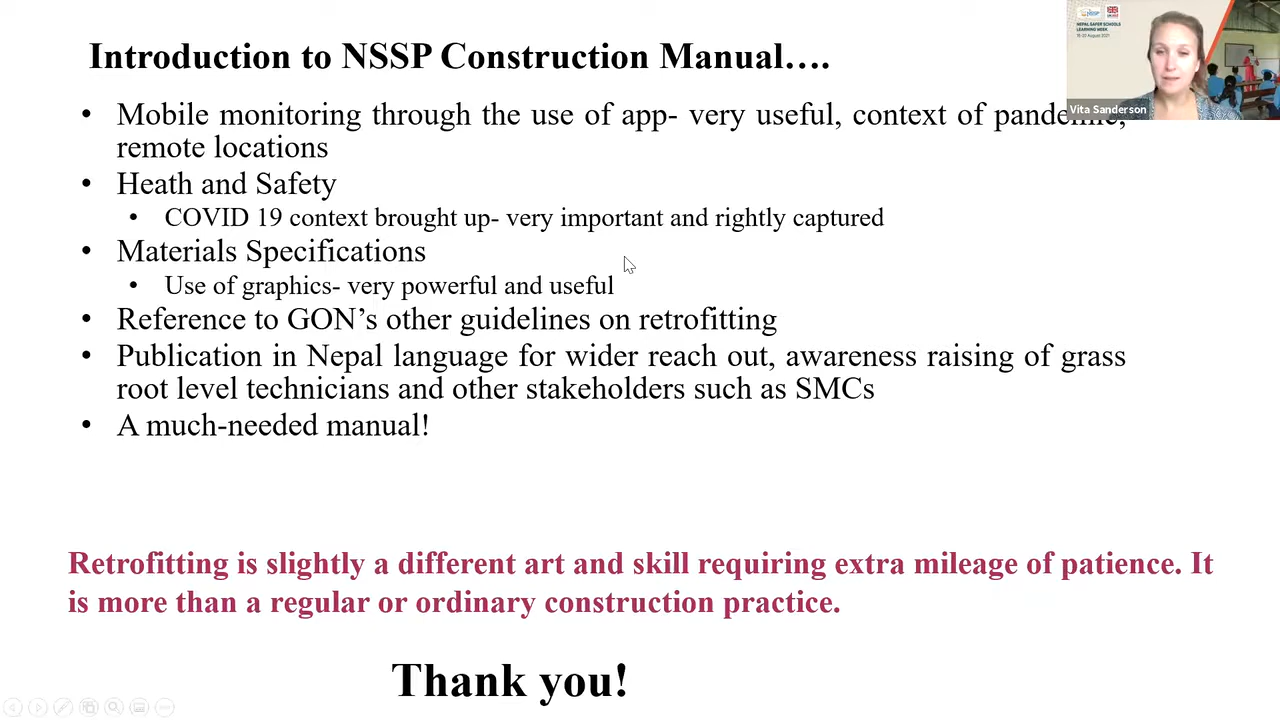 Introduction to NSSP Construction Manual….
• Mobile monitoring through the use of app- very useful, context of pandemic,
remote locations
• Heath and Safety
• COVID 19 context brought up- very important and rightly captured
• Materials Specifications
• Use of graphics- very powerful and useful
• Reference to GON’s other guidelines on retrofitting
• Publication in Nepal language for wider reach out, awareness raising of grass
root level technicians and other stakeholders such as SMCs
• A much-needed manual!
Retrofitting is slightly a different art and skill requiring extra mileage of patience. It
is more than a regular or ordinary construction practice.
Thank you!
NSSP
NEPAL SAFER SCHOOLS
LEARNING WEEK
Vita Sanderson